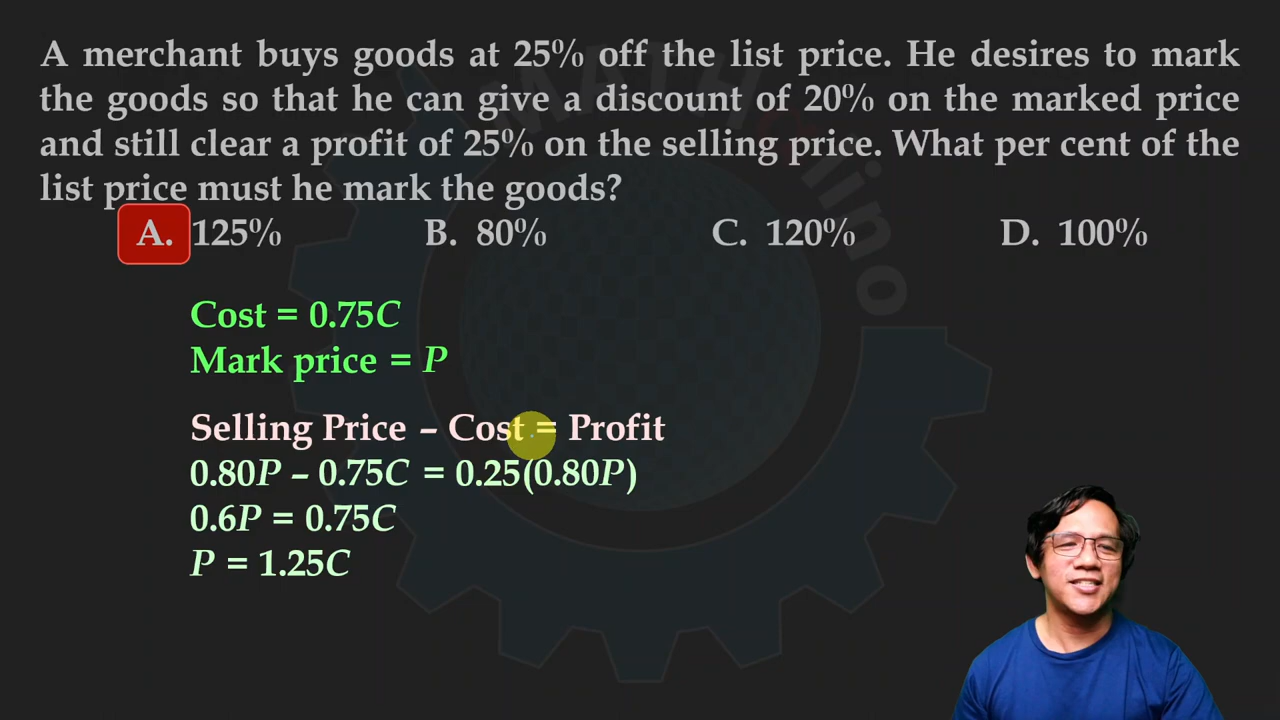 A merchant buys goods at 25% off the list price. He desires to mark
the goods so that he can give a discount of 20% on the marked price
and still clear a profit of 25% on the selling price. What per cent of the
list price must he mark the goods?
A. 125% B. 80% C. 120% D. 100%
Cost = 0.75C
Mark price = P
Selling Price – Cost = Profit
0.80P – 0.75C = 0.25(0.80P)
0.6P = 0.75C
P = 1.25C